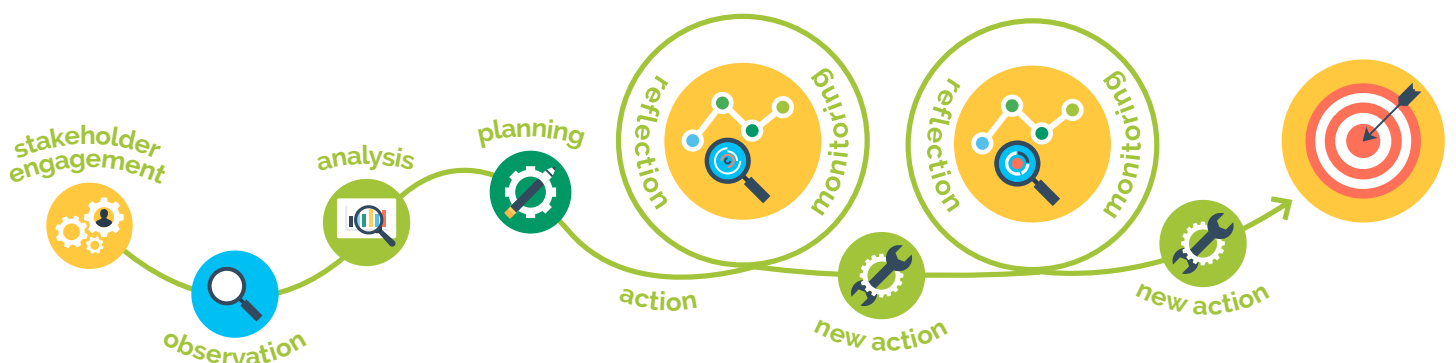 stakeholder
engagement
observation
analysis
planning
action
reflection
monitoring
new action
reflection
monitoring
new action